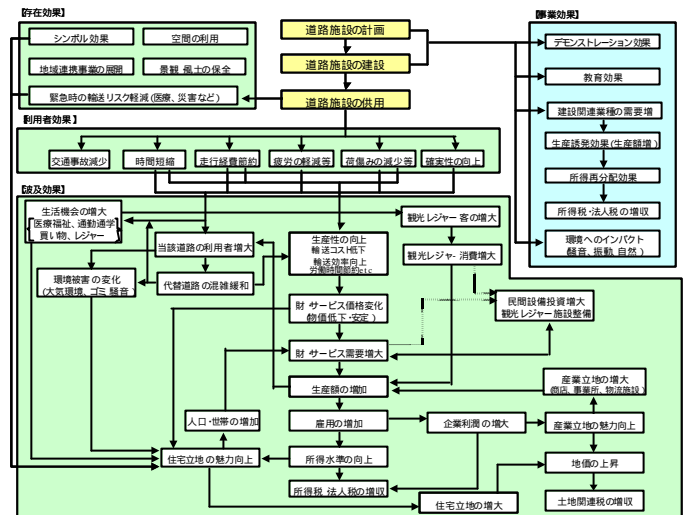 【存在効果】
シンボル効果
空間の利用
地域連携事業の展開
景観・風土の保全
緊急時の輸送リスク軽減(医療、災害など)
道路施設の計画
道路施設の建設
道路施設の供用
【事業効果】
デモンストレーション効果
教育効果
建設関連業種の需要増
生産誘発効果(生産額増)
所得再分配効果
所得税・法人税の増収
環境へのインパクト
(騒音、振動、自然)
【利用者効果】
交通事故減少
時間短縮
走行経費節約
疲労の軽減等
荷傷みの減少等
確実性の向上
【波及効果】
生活機会の増大
医療福祉、通勤通学
買い物、レジャー
当該道路の利用者増大
環境被害の変化
(大気環境、ゴミ、騒音)
代替道路の混雑緩和
生産性の向上
輸送コスト低下
輸送効率向上
労働時間節約etc
観光レジャー客の増大
観光レジャー消費増大
財・サービス価格変化
(物価低下・安定)
民間設備投資増大
観光レジャー施設整備
財・サービス需要増大
生産額の増加
産業立地の増大
(商店、事業所、物流施設)
人口・世帯の増加
雇用の増加
企業利潤の増大
産業立地の魅力向上
住宅立地の魅力向上
所得水準の向上
地価の上昇
所得税・法人税の増収
住宅立地の増大
土地関連税の増収